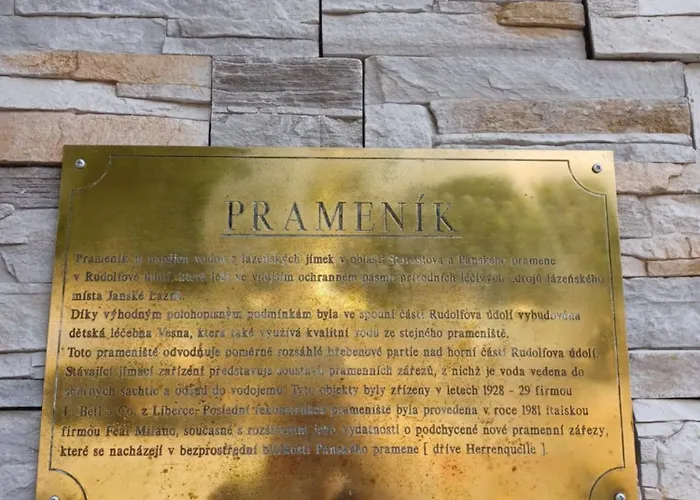 PRAMENÍK
Prameník je napájen vodou z lázeňských jímek v oblasti a Panského pramene
v Rudolfově údolí, které leží ve vnějším ochranném pásmu přírodních léčivých zdrojů lázeňského
místa Janské Lázně.
Díky výhodným polohopisným podmínkám byla ve spodní části Rudolfova údolí vybudována
dětská léčebna Vesna, která také využívá kvalitní vodu ze stejného prameniště.
Toto prameniště odvodňuje poměrně rozsáhlé hřebenové partie nad horní částí Rudolfova údolí.
Stávající jímací zařízení představuje soustava pramenních zářezů, z nichž je voda vedena do
sběrných šachtic a odtud do vodojemů. Tyto objekty byly zřízeny v letech 1928 - 29 firmou
Co. z Liberce. Poslední rekonstrukce prameniště byla provedena v roce 1981 italskou
firmou Feal Miláno, současně s rozšířením jeho vydatnosti o podchycené nové pramenní zářezy,
které se nacházejí v bezprostřední blízkosti Panského pramene [ dříve Herrenquelle ].